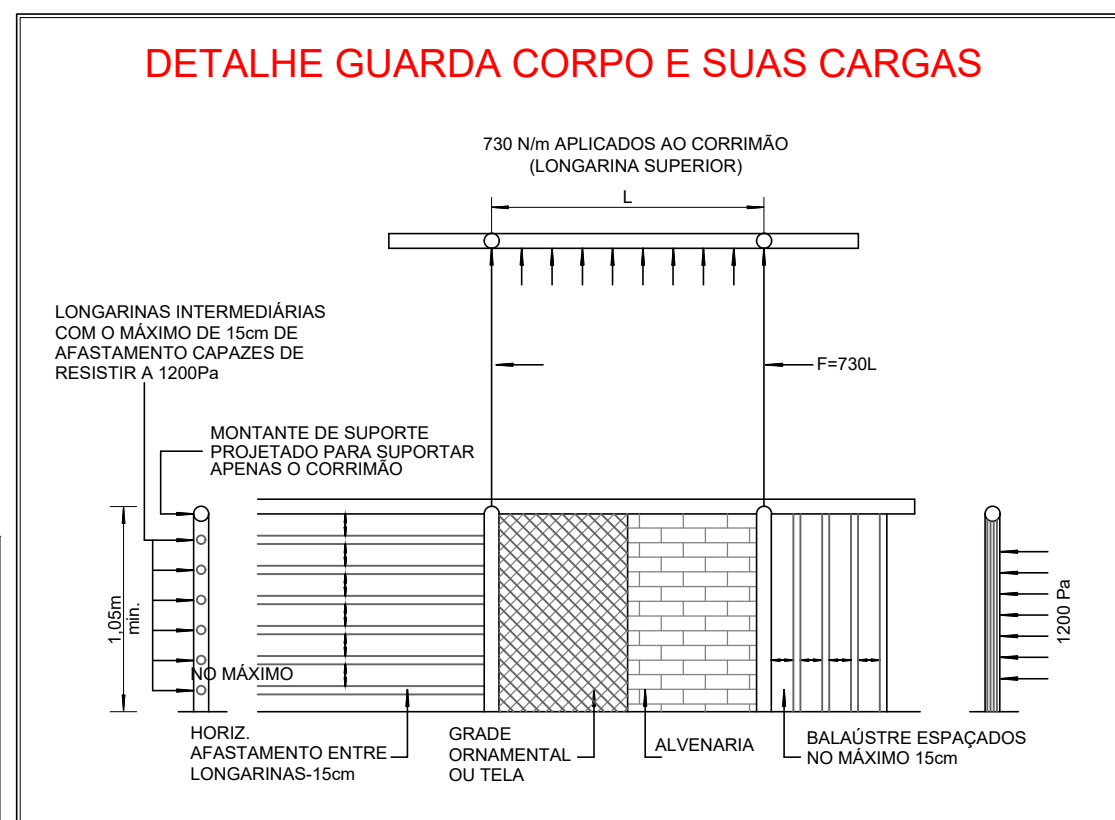 DETALHE GUARDA CORPO E SUAS CARGAS
730 N/m APLICADOS AO CORRIMÃO
(LONGARINA SUPERIOR)
L
LONGARINAS INTERMEDIÁRIAS
COM O MÁXIMO DE 15cm DE
AFASTAMENTO CAPAZES DE
RESISTIR A 1200Pa
F=730L
MONTANTE DE SUPORTE
PROJETADO PARA SUPORTAR
APENAS O CORRIMÃO
1,05m
min.
1200 Pa
NO MÁXIMO
HORIZ.
AFASTAMENTO ENTRE
LONGARINAS-15cm
GRADE
ORNAMENTAL
OU TELA
ALVENARIA
BALAÚSTRE ESPAÇADOS
NO MÁXIMO 15cm